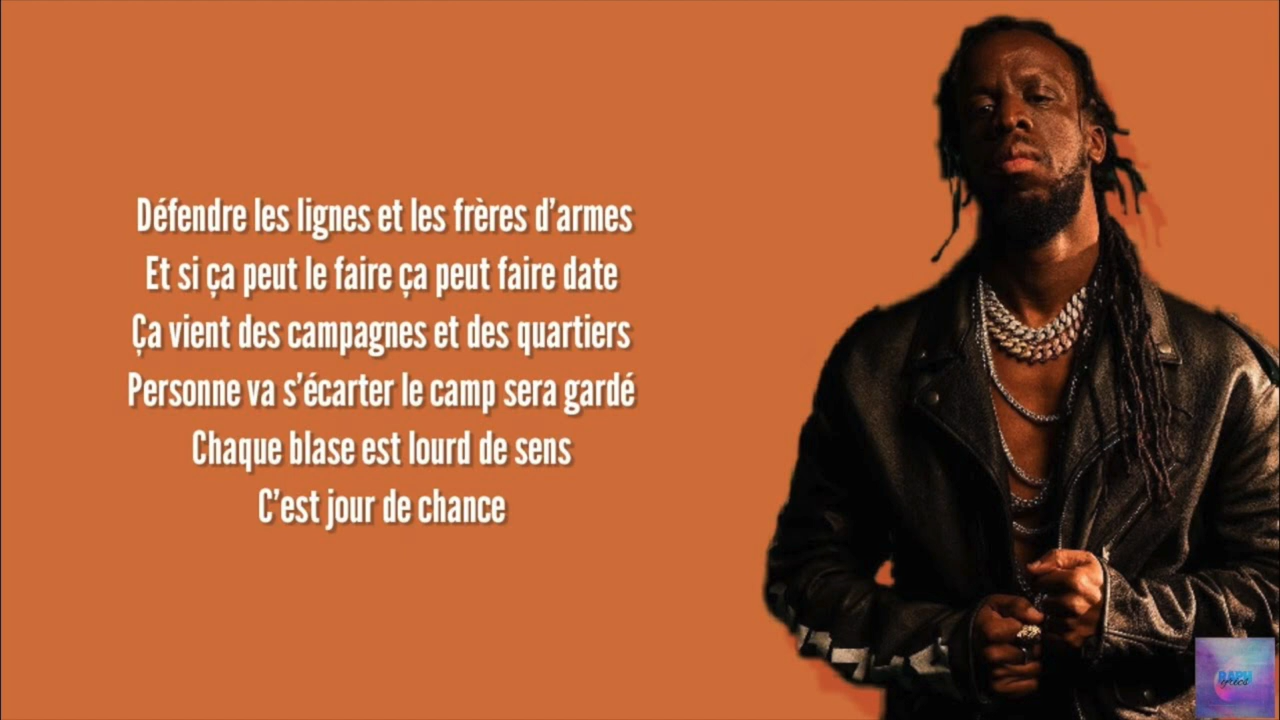 Défendre les lignes et les frères d’armes
Et si ça peut le faire ça peut faire date
Ça vient des campagnes et des quartiers
Personne va s’écarter le camp sera gardé
Chaque blase est lourd de sens
C’est jour de chance
RAPH
lyrics